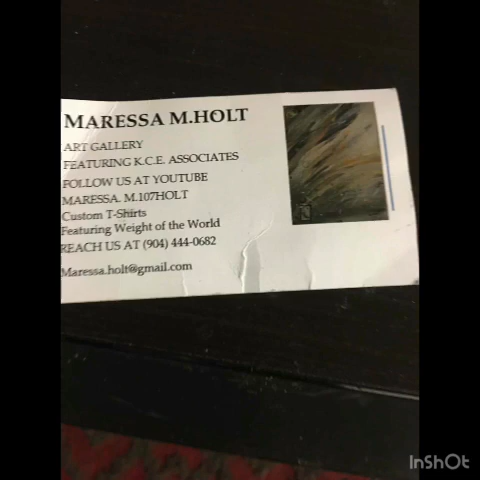 MARESSA M.HOLT
ART GALLERY
FEATURING K.C.E. ASSOCIATES
FOLLOW US AT YOUTUBE
MARESSA. M.107HOLT
Custom T-Shirts
Featuring Weight of the World
REACH US AT (904) 444-0682
Maressa.holt@gmail.com
InShOt